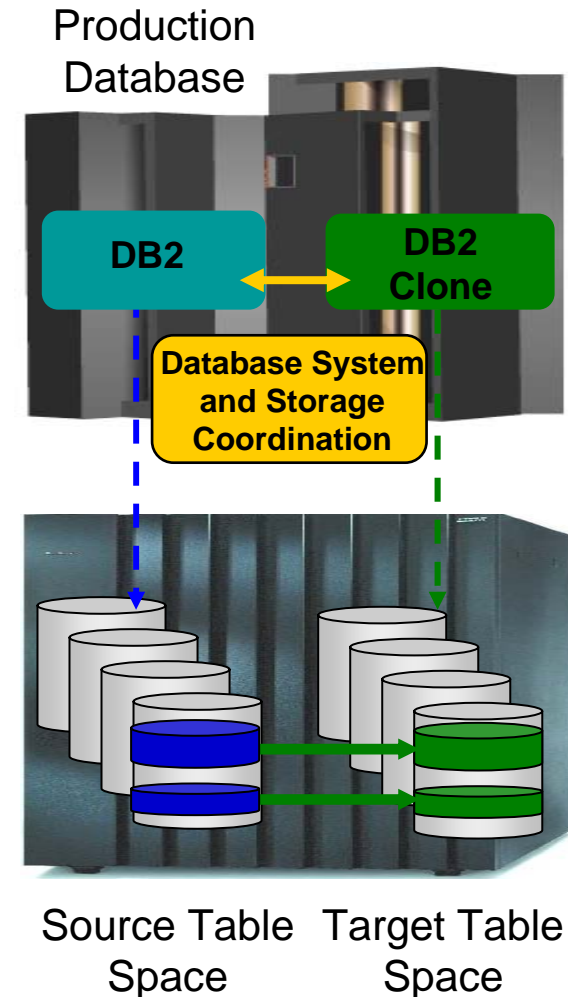 Production
Database
DB2
DB2
Clone
Database System
and Storage
Coordination
Source Table
Space
Target Table
Space